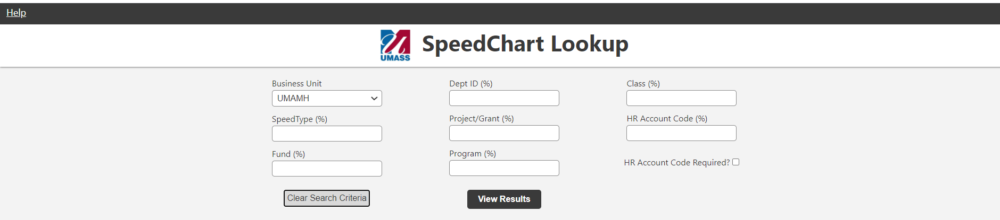 Help
UMASS
SpeedChart Lookup
Business Unit
UMAMH
Dept ID (%)
Class (%)
SpeedType (%)
Project/Grant (%)
HR Account Code (%)
Fund (%)
Program (%)
HR Account Code Required?
Clear Search Criteria
View Results